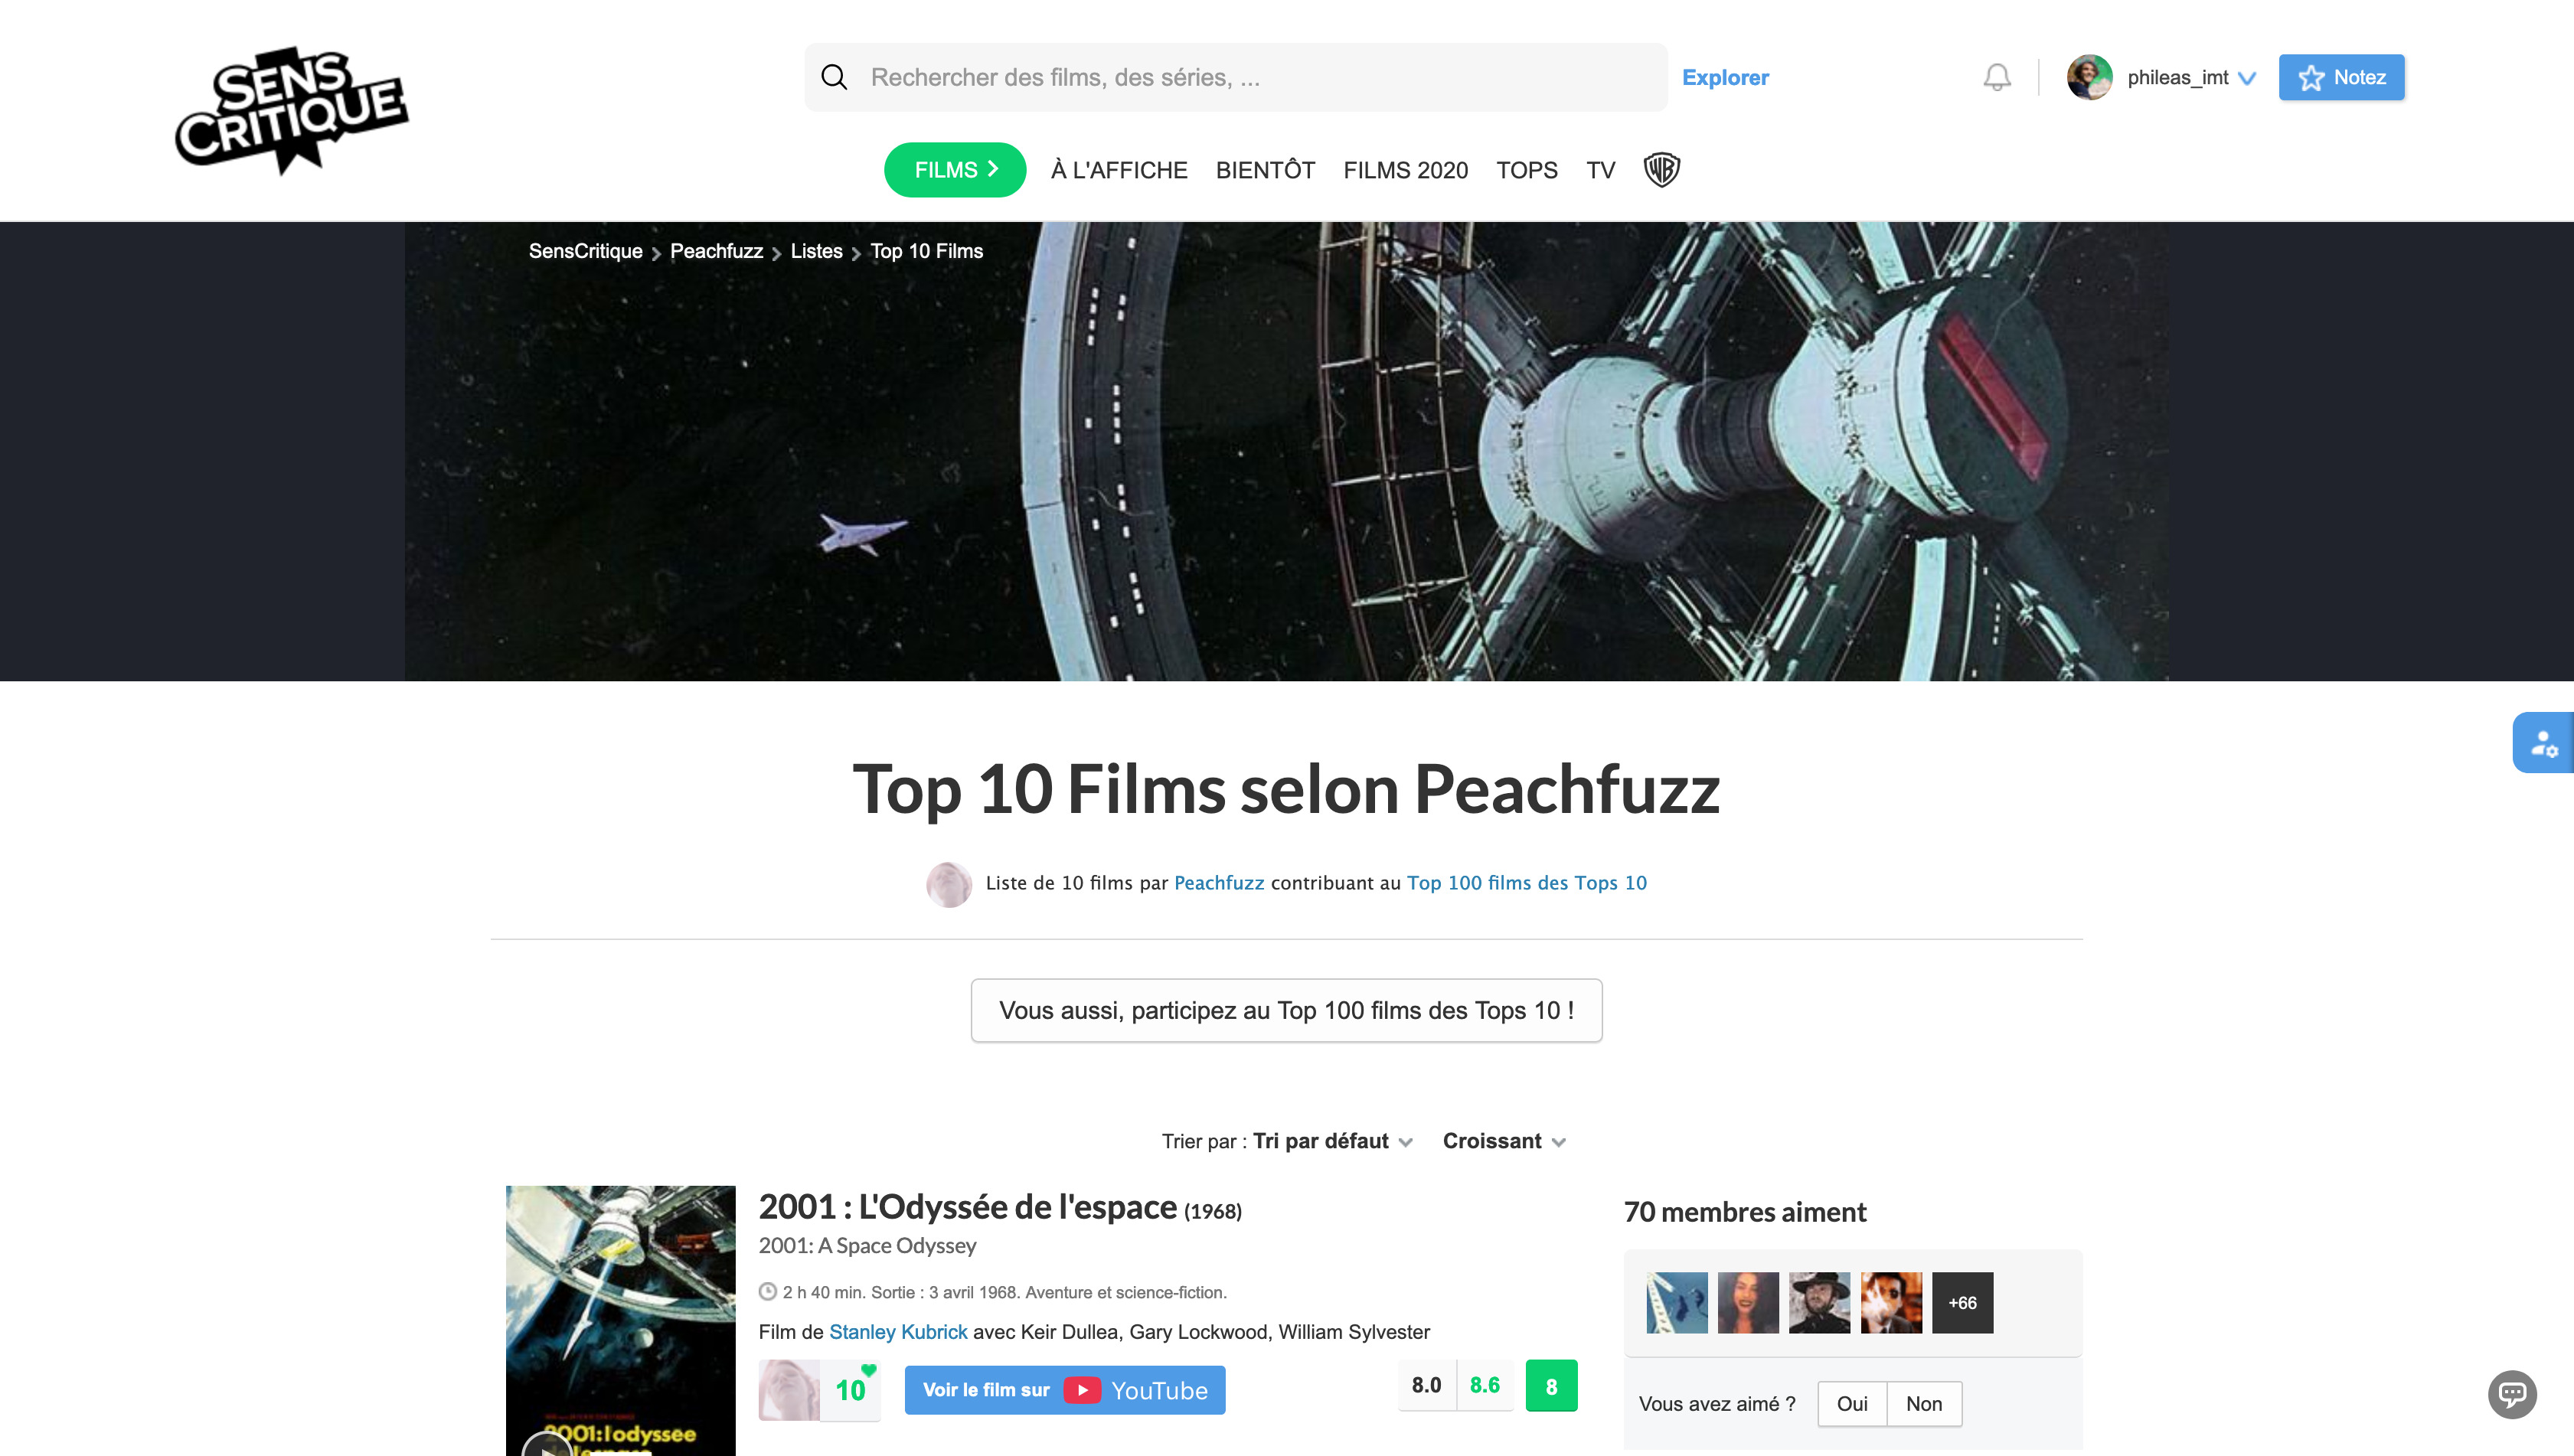 SENS
CRITIQUE
Rechercher des films, des séries, ...
Explorer
phileas_imt
Notez
FILMS
À L'AFFICHE
BIENTÔT
FILMS 2020
TOPS
TV
WB
SensCritique
Peachfuzz
Listes
Top 10 Films
Top 10 Films selon Peachfuzz
Liste de 10 films par Peachfuzz contribuant au Top 100 films des Tops 10
Vous aussi, participez au Top 100 films des Tops 10 !
Trier par : Tri par défaut
Croissant
2001 : L'Odyssée de l'espace (1968)
2001: A Space Odyssey
2 h 40 min. Sortie : 3 avril 1968. Aventure et science-fiction.
Film de Stanley Kubrick avec Keir Dullea, Gary Lockwood, William Sylvester
10
Voir le film sur YouTube
8.0
8.6
8
2001:l'odyssée
de l'espace
70 membres aiment
+66
Vous avez aimé ?
Oui
Non